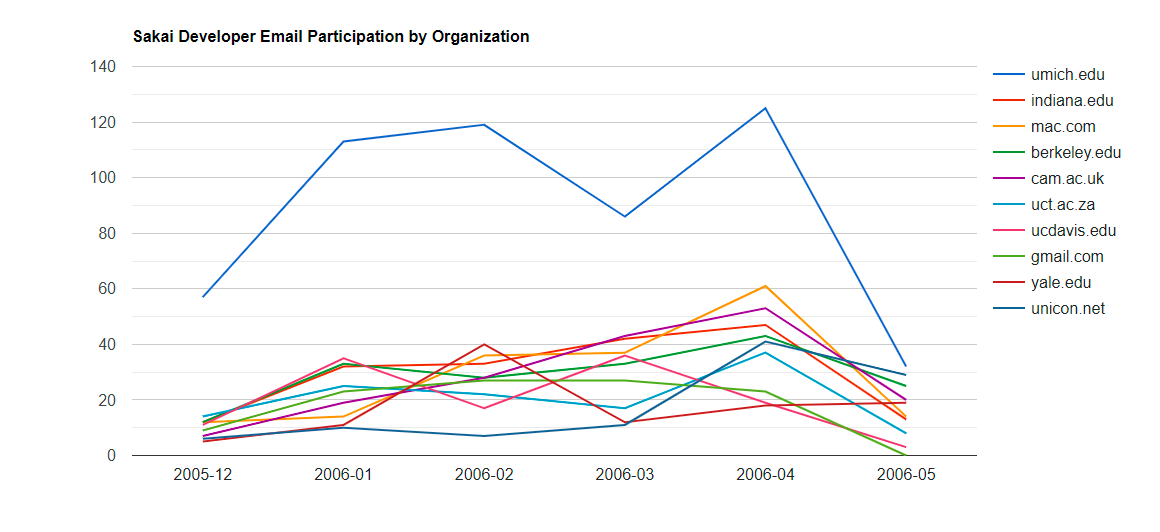 Sakai Developer Email Participation by Organization
140
120
100
80
60
40
20
0
2005-12 2006-01 2006-02 2006-03 2006-04 2006-05
umich.edu
indiana.edu
mac.com
berkeley.edu
cam.ac.uk
uct.ac.za
ucdavis.edu
gmail.com
yale.edu
unicon.net